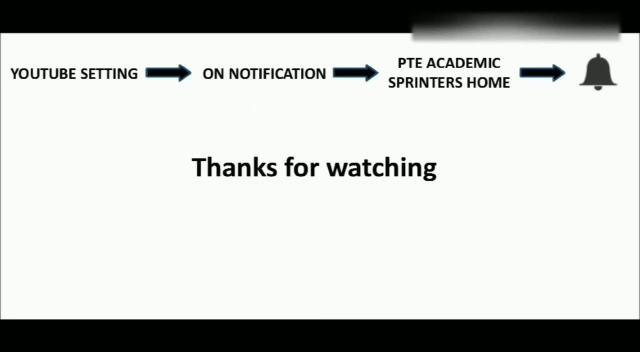 YOUTUBE SETTING
ON NOTIFICATION
PTE ACADEMIC
SPRINTERS HOME
Thanks for watching